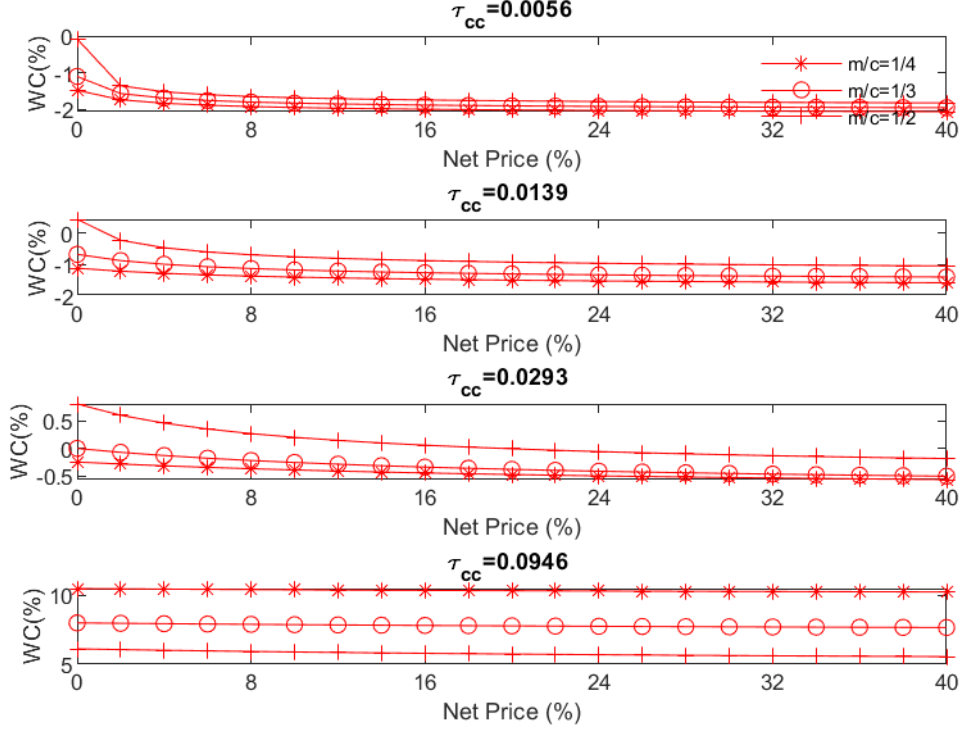 τcc=0.0056
WC(%)
0
-1
-2
m/c=1/4
m/c=1/3
m/c=1/2
0 8 16 24 32 40
Net Price (%)
τcc=0.0139
WC(%)
0
-1
-2
0 8 16 24 32 40
Net Price (%)
τcc=0.0293
WC(%)
0.5
0
-0.5
0 8 16 24 32 40
Net Price (%)
τcc=0.0946
WC(%)
10
5
0 8 16 24 32 40
Net Price (%)